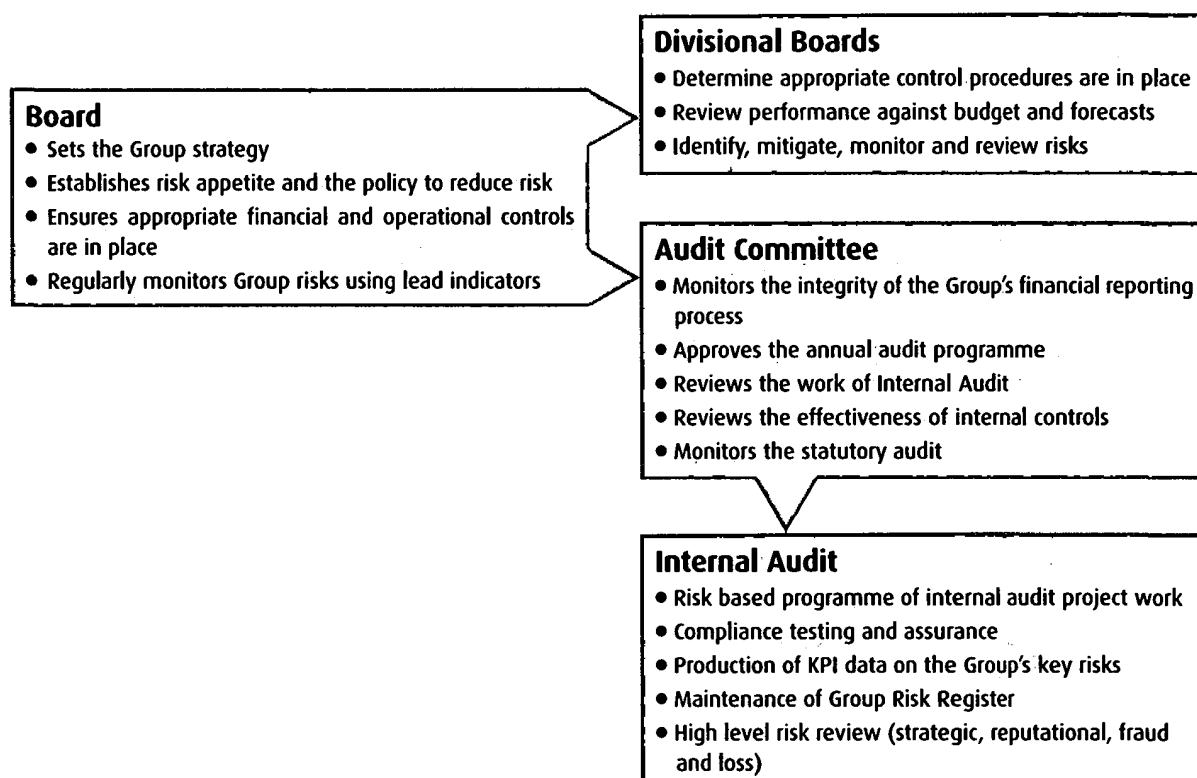 Board
• Sets the Group strategy
• Establishes risk appetite and the policy to reduce risk
• Ensures appropriate financial and operational controls
are in place
• Regularly monitors Group risks using lead indicators
Divisional Boards
• Determine appropriate control procedures are in place
• Review performance against budget and forecasts
• Identify, mitigate, monitor and review risks
Audit Committee
• Monitors the integrity of the Group's financial reporting
process
• Approves the annual audit programme
• Reviews the work of Internal Audit
• Reviews the effectiveness of internal controls
• Monitors the statutory audit
Internal Audit
• Risk based programme of internal audit project work
• Compliance testing and assurance
• Production of KPI data on the Group's key risks
• Maintenance of Group Risk Register
• High level risk review (strategic, reputational, fraud
and loss)